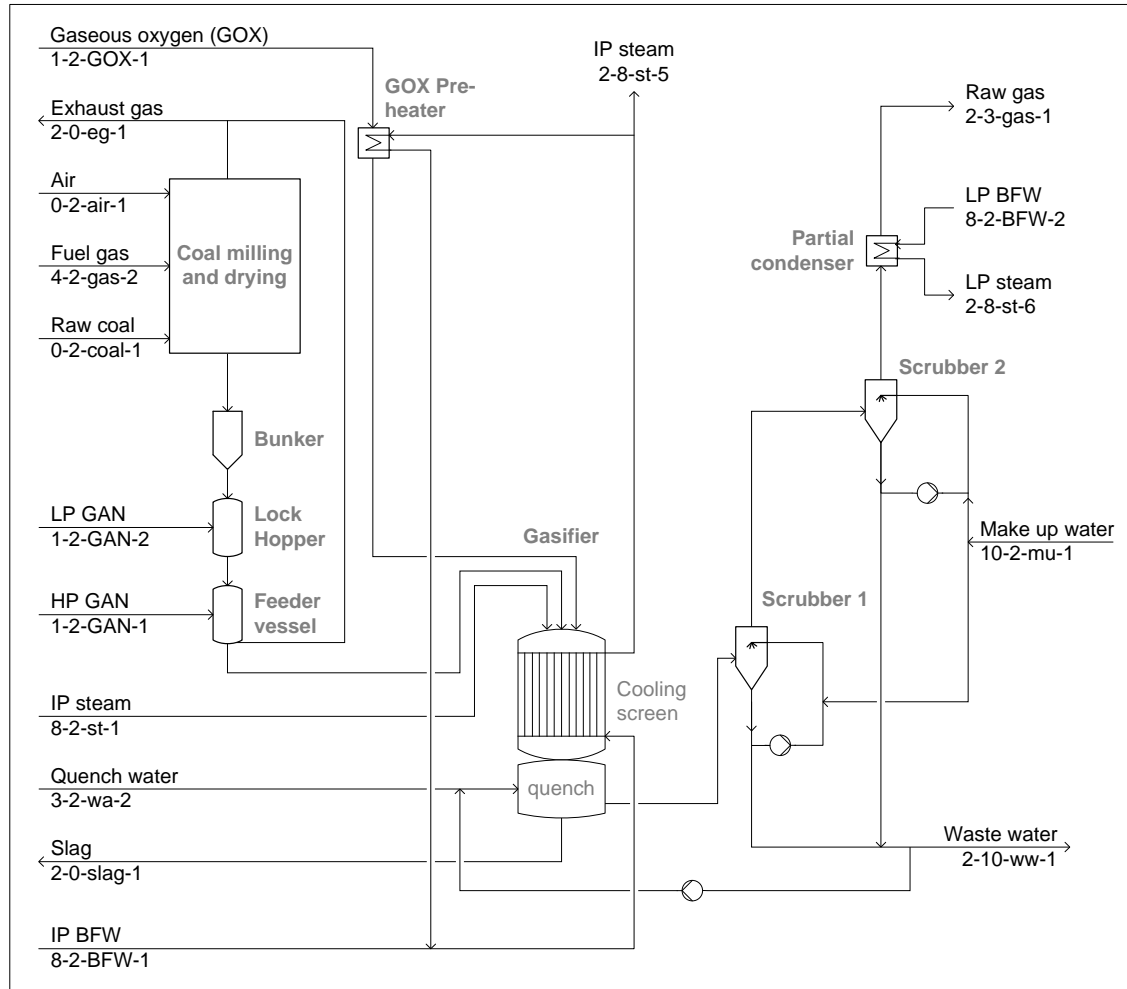 Gaseous oxygen (GOX)
1-2-GOX-1
IP steam
2-8-st-5
GOX Pre-
heater
Exhaust gas
2-0-eg-1
Raw gas
2-3-gas-1
Air
0-2-air-1
LP BFW
8-2-BFW-2
Coal milling
and drying
Partial
condenser
Fuel gas
4-2-gas-2
LP steam
2-8-st-6
Raw coal
0-2-coal-1
Scrubber 2
Bunker
LP GAN
1-2-GAN-2
Lock
Hopper
Gasifier
Make up water
10-2-mu-1
HP GAN
1-2-GAN-1
Feeder
vessel
Scrubber 1
IP steam
8-2-st-1
Cooling
screen
Quench water
3-2-wa-2
quench
Slag
2-0-slag-1
Waste water
2-10-ww-1
IP BFW
8-2-BFW-1